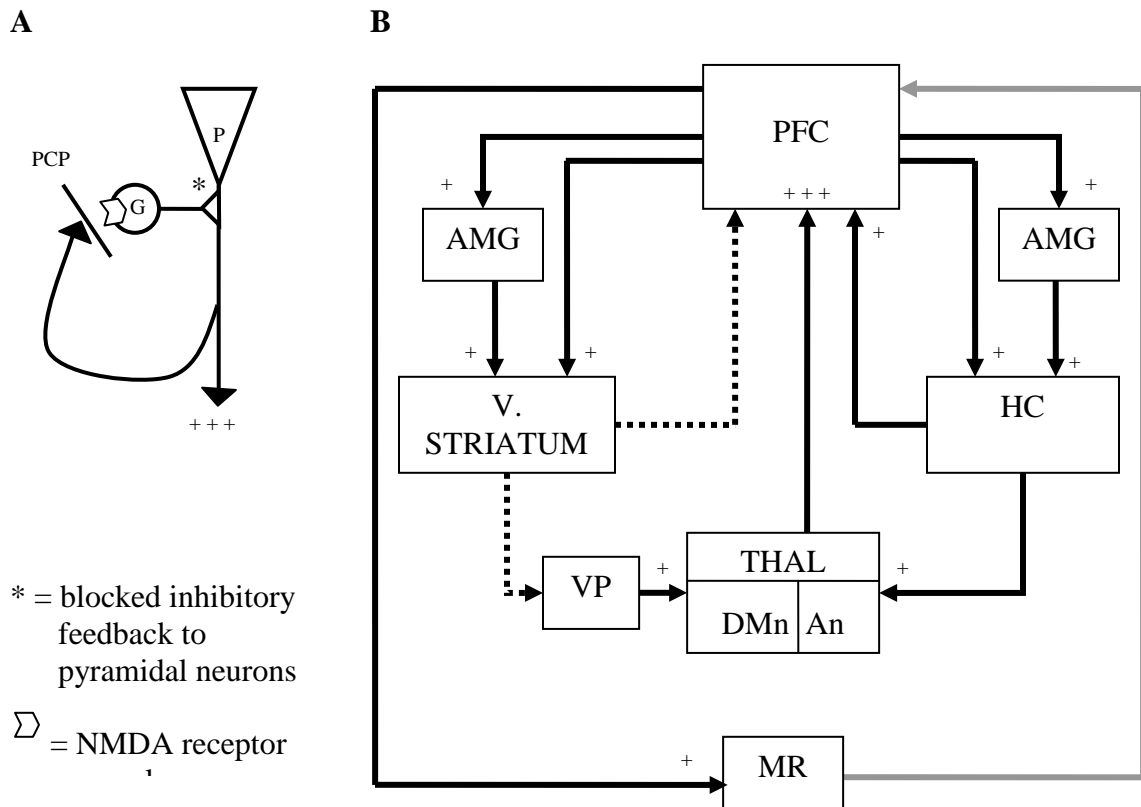 A
B
PCP
P
*
G
+ + +
* = blocked inhibitory
feedback to
pyramidal neurons
= NMDA receptor
PFC
+ + +
+
+
AMG
+
AMG
+
+
+
+
V.
STRIATUM
HC
THAL
+
+
VP
DMn
An
+
MR